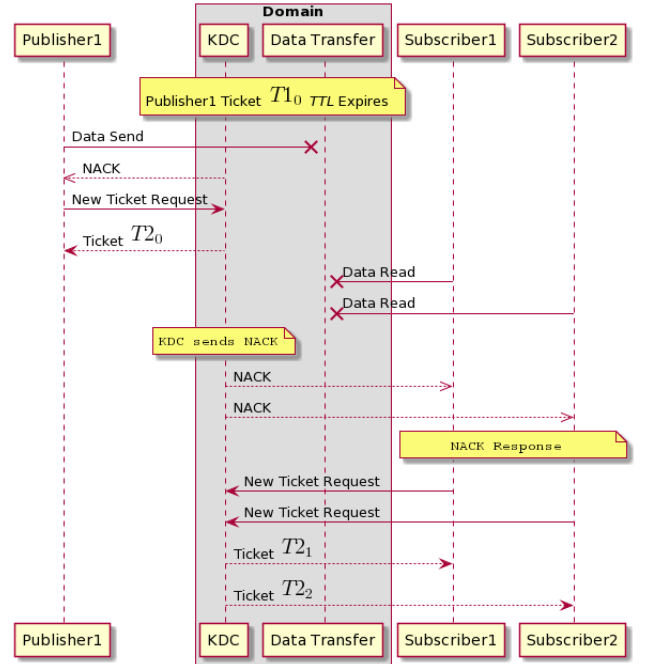 Domain
Publisher1 KDC Data Transfer Subscriber1 Subscriber2
Publisher1 Ticket T1₀ TTL Expires
Data Send
NACK
New Ticket Request
Ticket T2₀
Data Read
Data Read
KDC sends NACK
NACK
NACK
NACK Response
New Ticket Request
New Ticket Request
Ticket T2₁
Ticket T2₂
Publisher1 KDC Data Transfer Subscriber1 Subscriber2